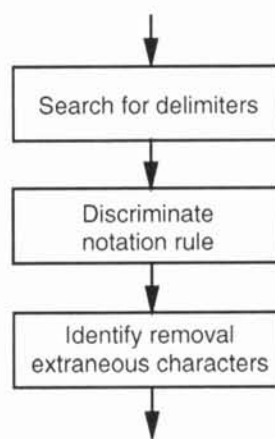 Search for delimiters
Discriminate
notation rule
Identify removal
extraneous characters